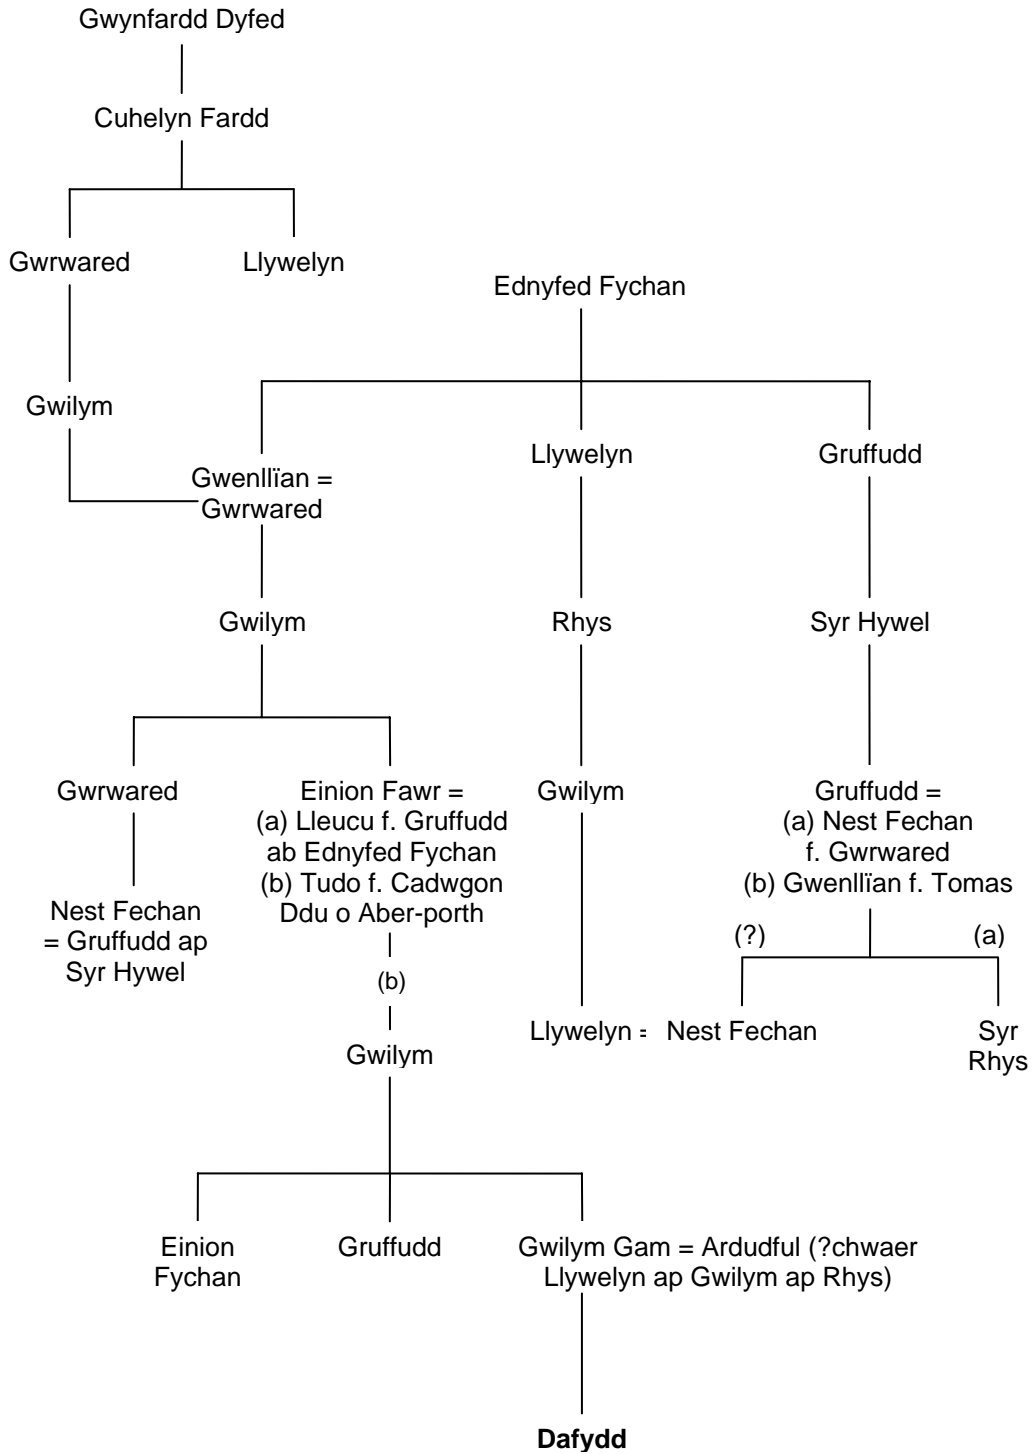 Gwynfardd Dyfed
Cuhelyn Fardd
Gwrwared
Llywelyn
Ednyfed Fychan
Gwilym
Gwenllïan =
Gwrwared
Llywelyn
Gruffudd
Gwilym
Rhys
Syr Hywel
Gwrwared
Einion Fawr =
(a) Lleucu f. Gruffudd
ab Ednyfed Fychan
(b) Tudo f. Cadwgon
Ddu o Aber-porth
Gwilym
Gruffudd =
(a) Nest Fechan
f. Gwrwared
(b) Gwenllïan f. Tomas
Nest Fechan
= Gruffudd ap
Syr Hywel
(?)
(a)
(b)
Llywelyn =
Nest Fechan
Syr
Rhys
Gwilym
Einion
Fychan
Gruffudd
Gwilym Gam = Ardudful (?chwaer
Llywelyn ap Gwilym ap Rhys)
Dafydd